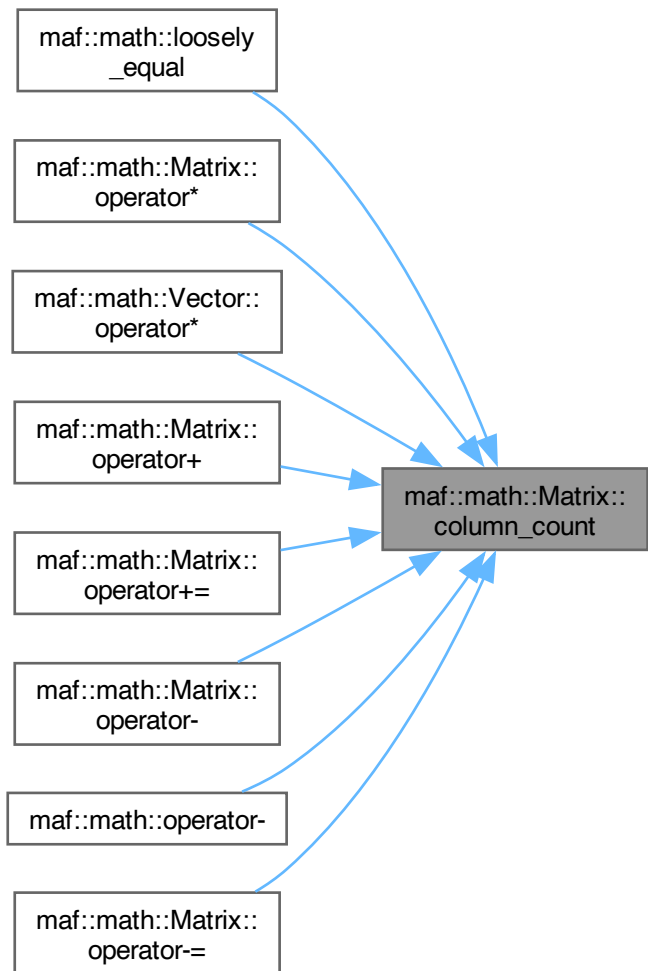 maf::math::loosely
_equal
maf::math::Matrix::
operator*
maf::math::Vector::
operator*
maf::math::Matrix::
operator+
maf::math::Matrix::
operator+=
maf::math::Matrix::
operator-
maf::math::operator-
maf::math::Matrix::
operator-=
maf::math::Matrix::
column_count